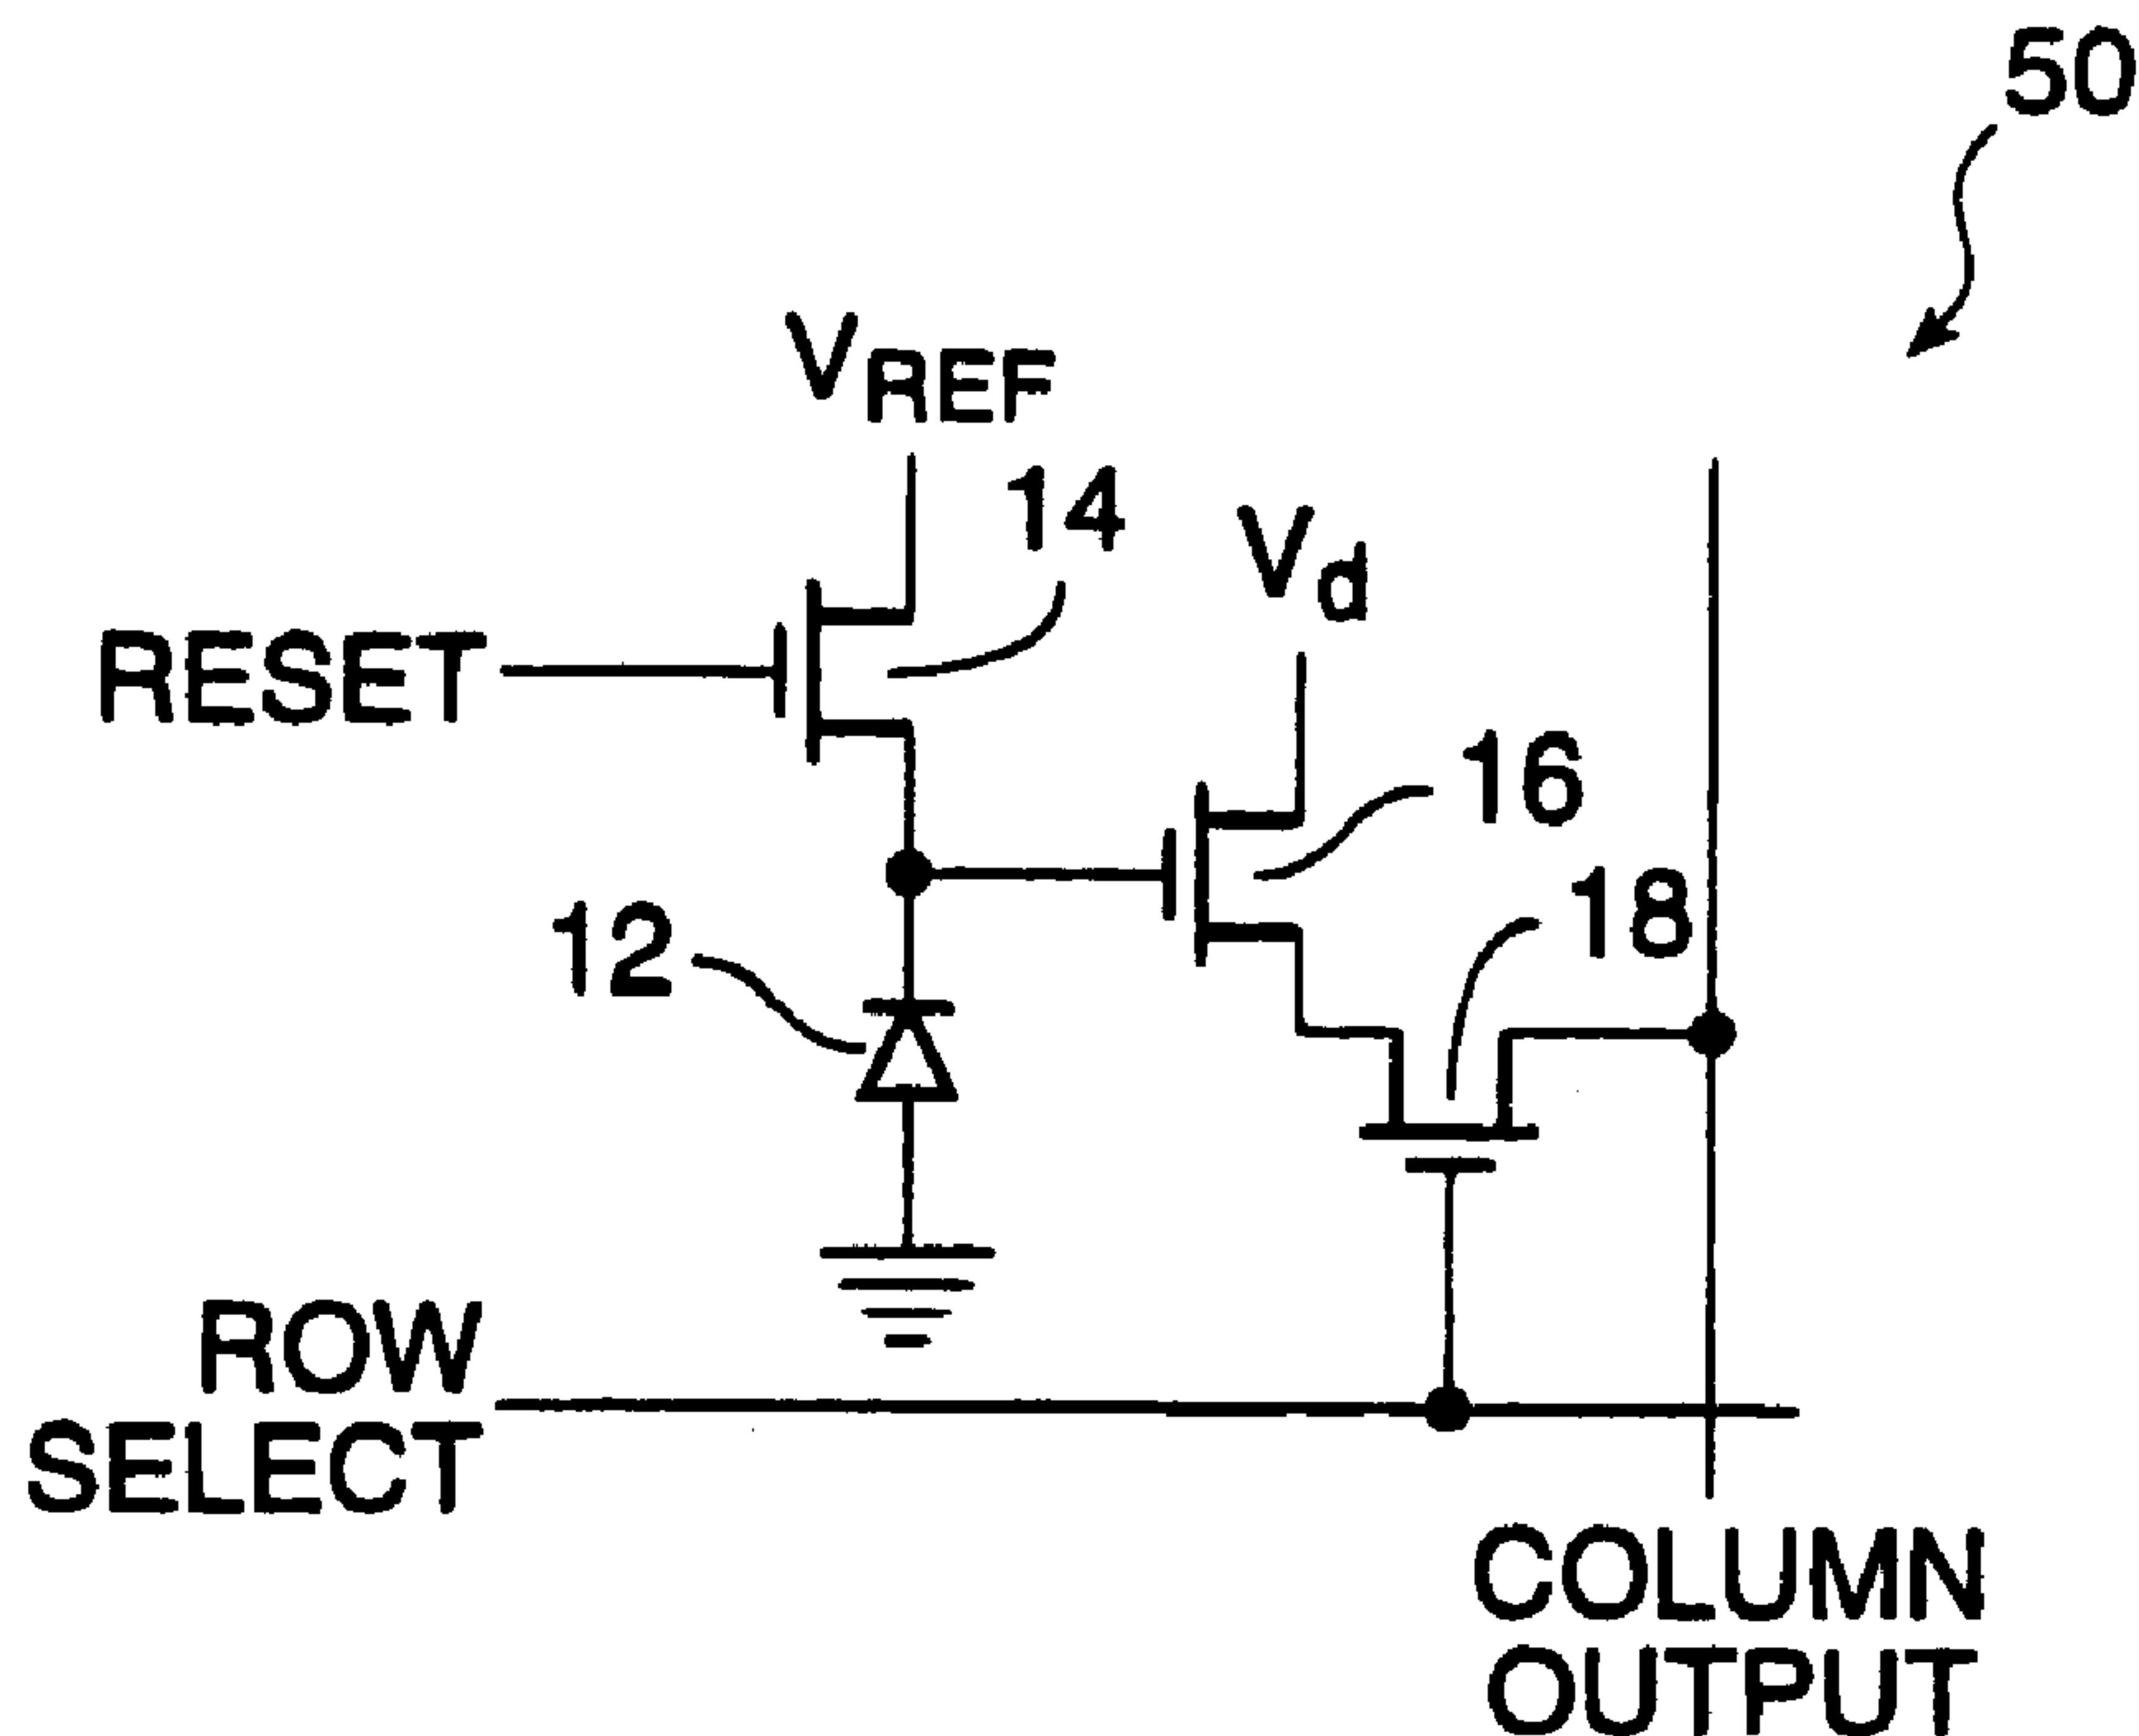 50
VREF
14
Vd
RESET
16
18
12
ROW
SELECT
COLUMN
OUTPUT